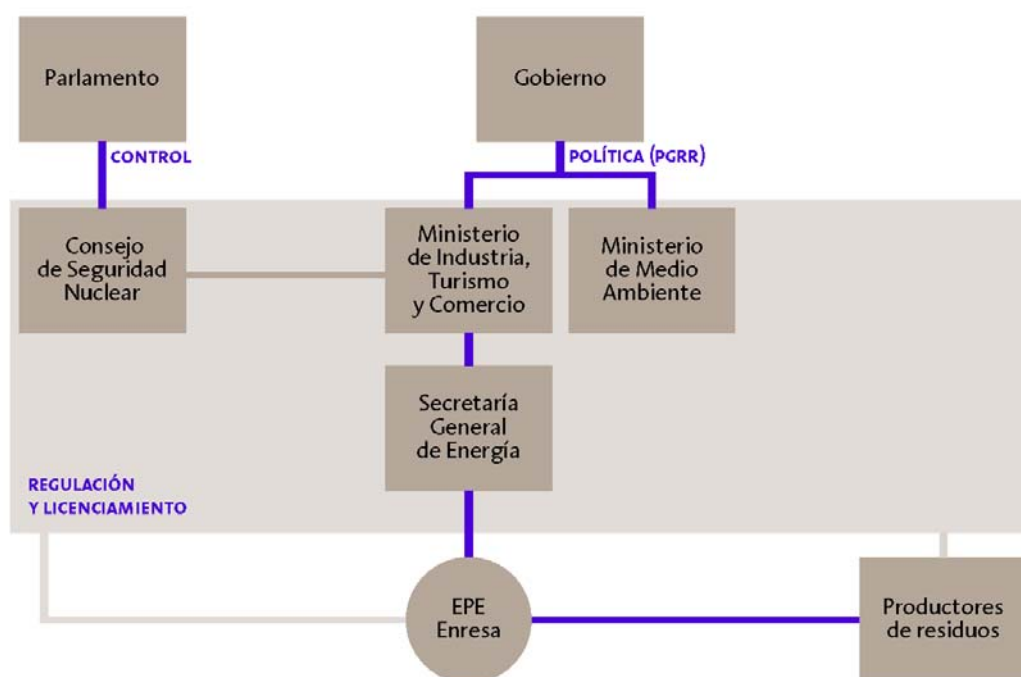 Parlamento
Gobierno
CONTROL
POLÍTICA (PGRR)
Consejo
de Seguridad
Nuclear
Ministerio
de Industria,
Turismo
y Comercio
Ministerio
de Medio
Ambiente
Secretaría
General
de Energía
REGULACIÓN
Y LICENCIAMIENTO
EPE
Enresa
Productores
de residuos